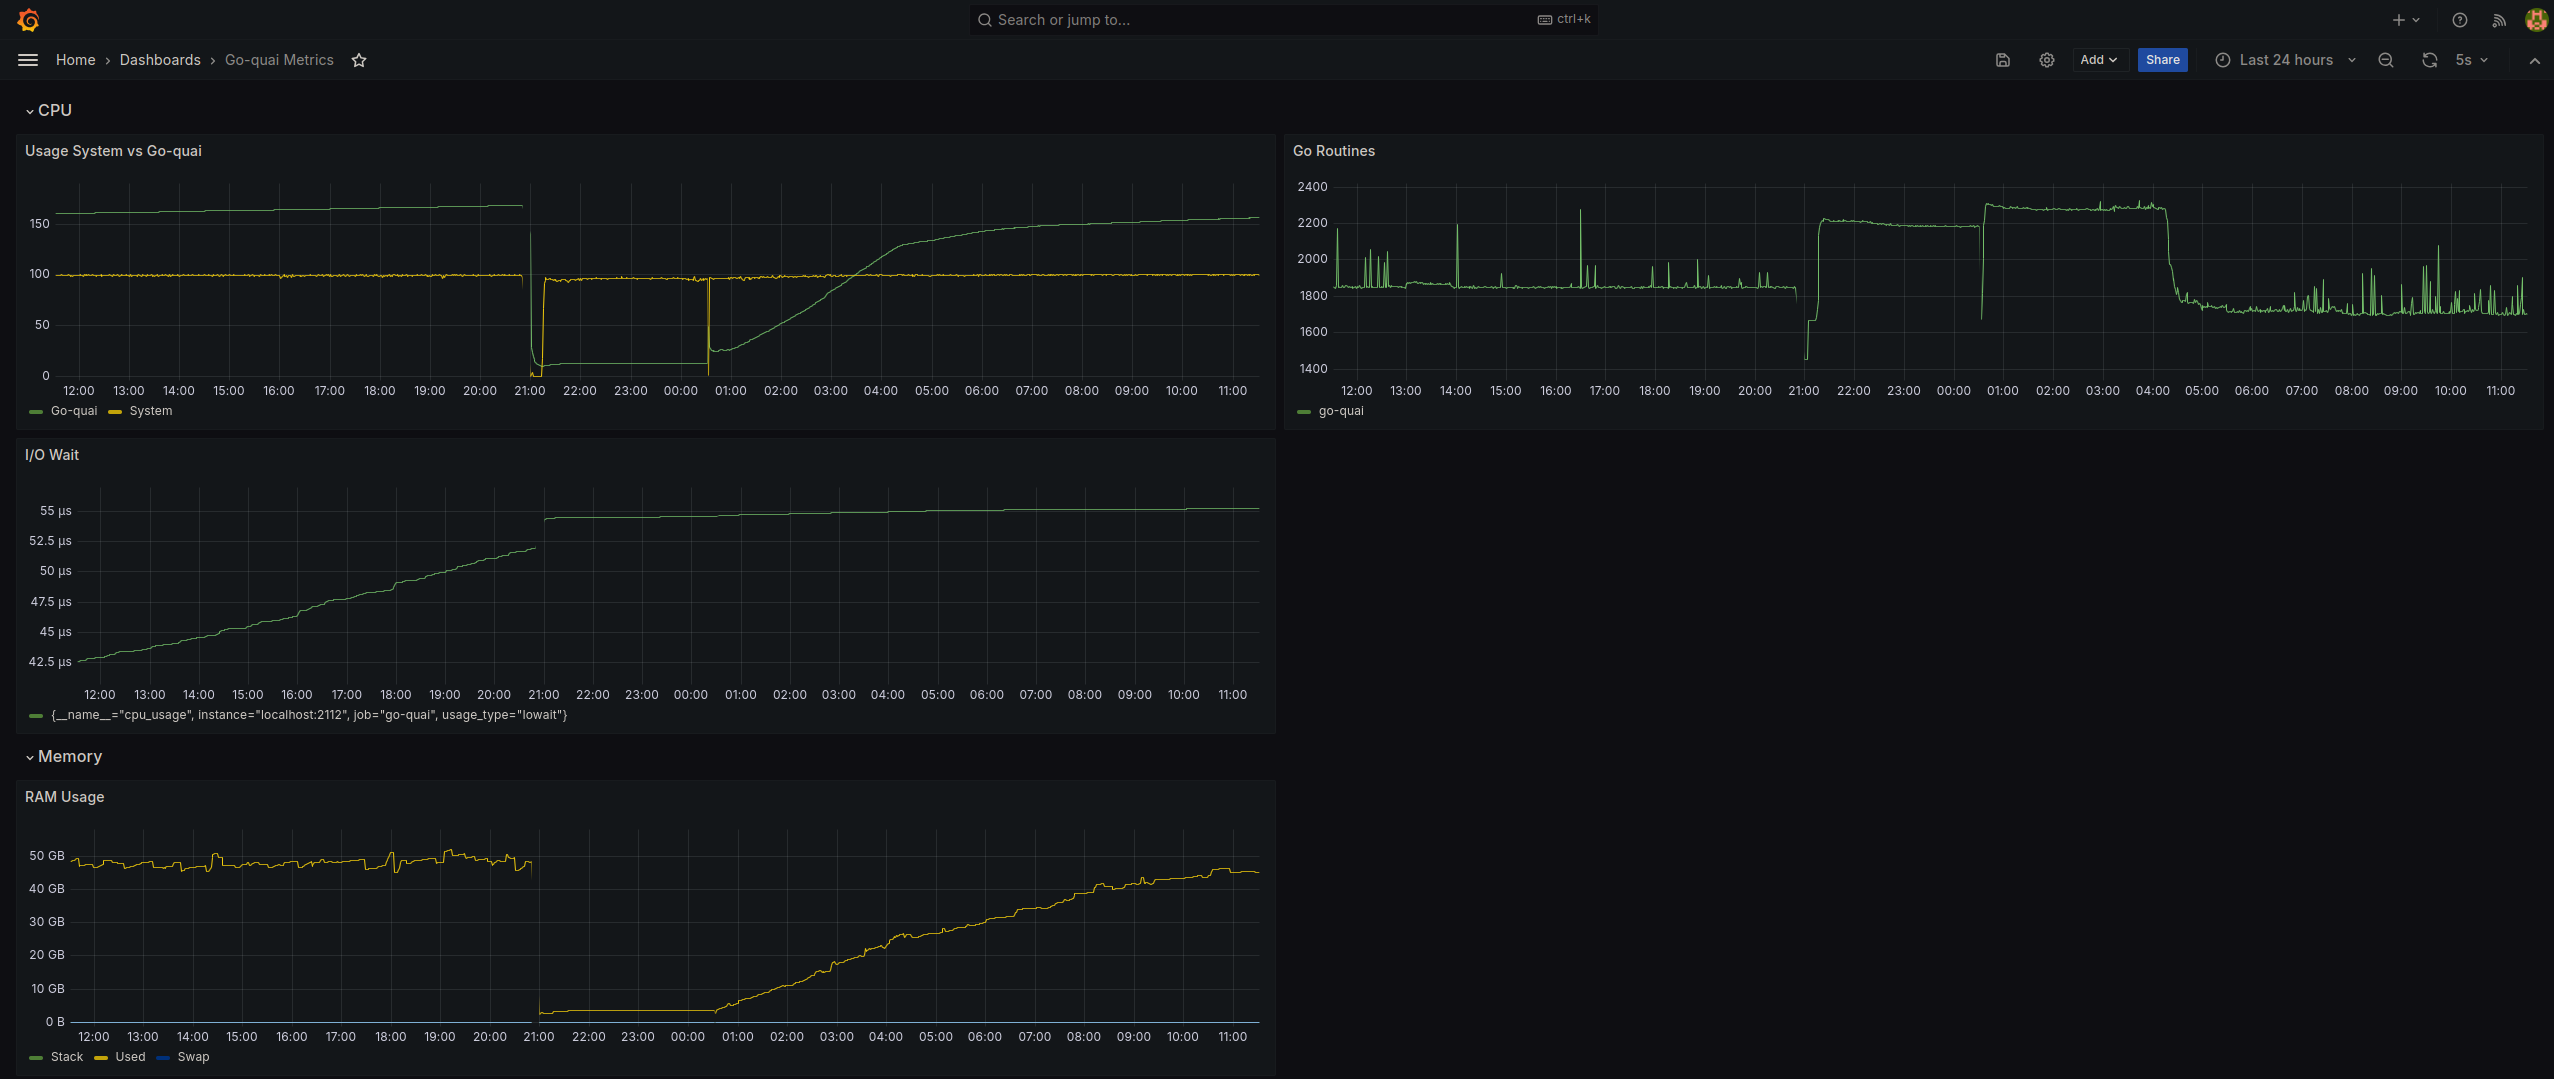 Search or jump to...
ctrl+k
Home › Dashboards › Go-quai Metrics
Add
Share
Last 24 hours
5s
CPU
Usage System vs Go-quai
150
100
50
0
12:00 13:00 14:00 15:00 16:00 17:00 18:00 19:00 20:00 21:00 22:00 23:00 00:00 01:00 02:00 03:00 04:00 05:00 06:00 07:00 08:00 09:00 10:00 11:00
Go-quai System
Go Routines
2400
2200
2000
1800
1600
1400
12:00 13:00 14:00 15:00 16:00 17:00 18:00 19:00 20:00 21:00 22:00 23:00 00:00 01:00 02:00 03:00 04:00 05:00 06:00 07:00 08:00 09:00 10:00 11:00
go-quai
I/O Wait
55 µs
52.5 µs
50 µs
47.5 µs
45 µs
42.5 µs
12:00 13:00 14:00 15:00 16:00 17:00 18:00 19:00 20:00 21:00 22:00 23:00 00:00 01:00 02:00 03:00 04:00 05:00 06:00 07:00 08:00 09:00 10:00 11:00
{__name__="cpu_usage", instance="localhost:2112", job="go-quai", usage_type="Iowait"}
Memory
RAM Usage
50 GB
40 GB
30 GB
20 GB
10 GB
0 B
12:00 13:00 14:00 15:00 16:00 17:00 18:00 19:00 20:00 21:00 22:00 23:00 00:00 01:00 02:00 03:00 04:00 05:00 06:00 07:00 08:00 09:00 10:00 11:00
Stack Used Swap